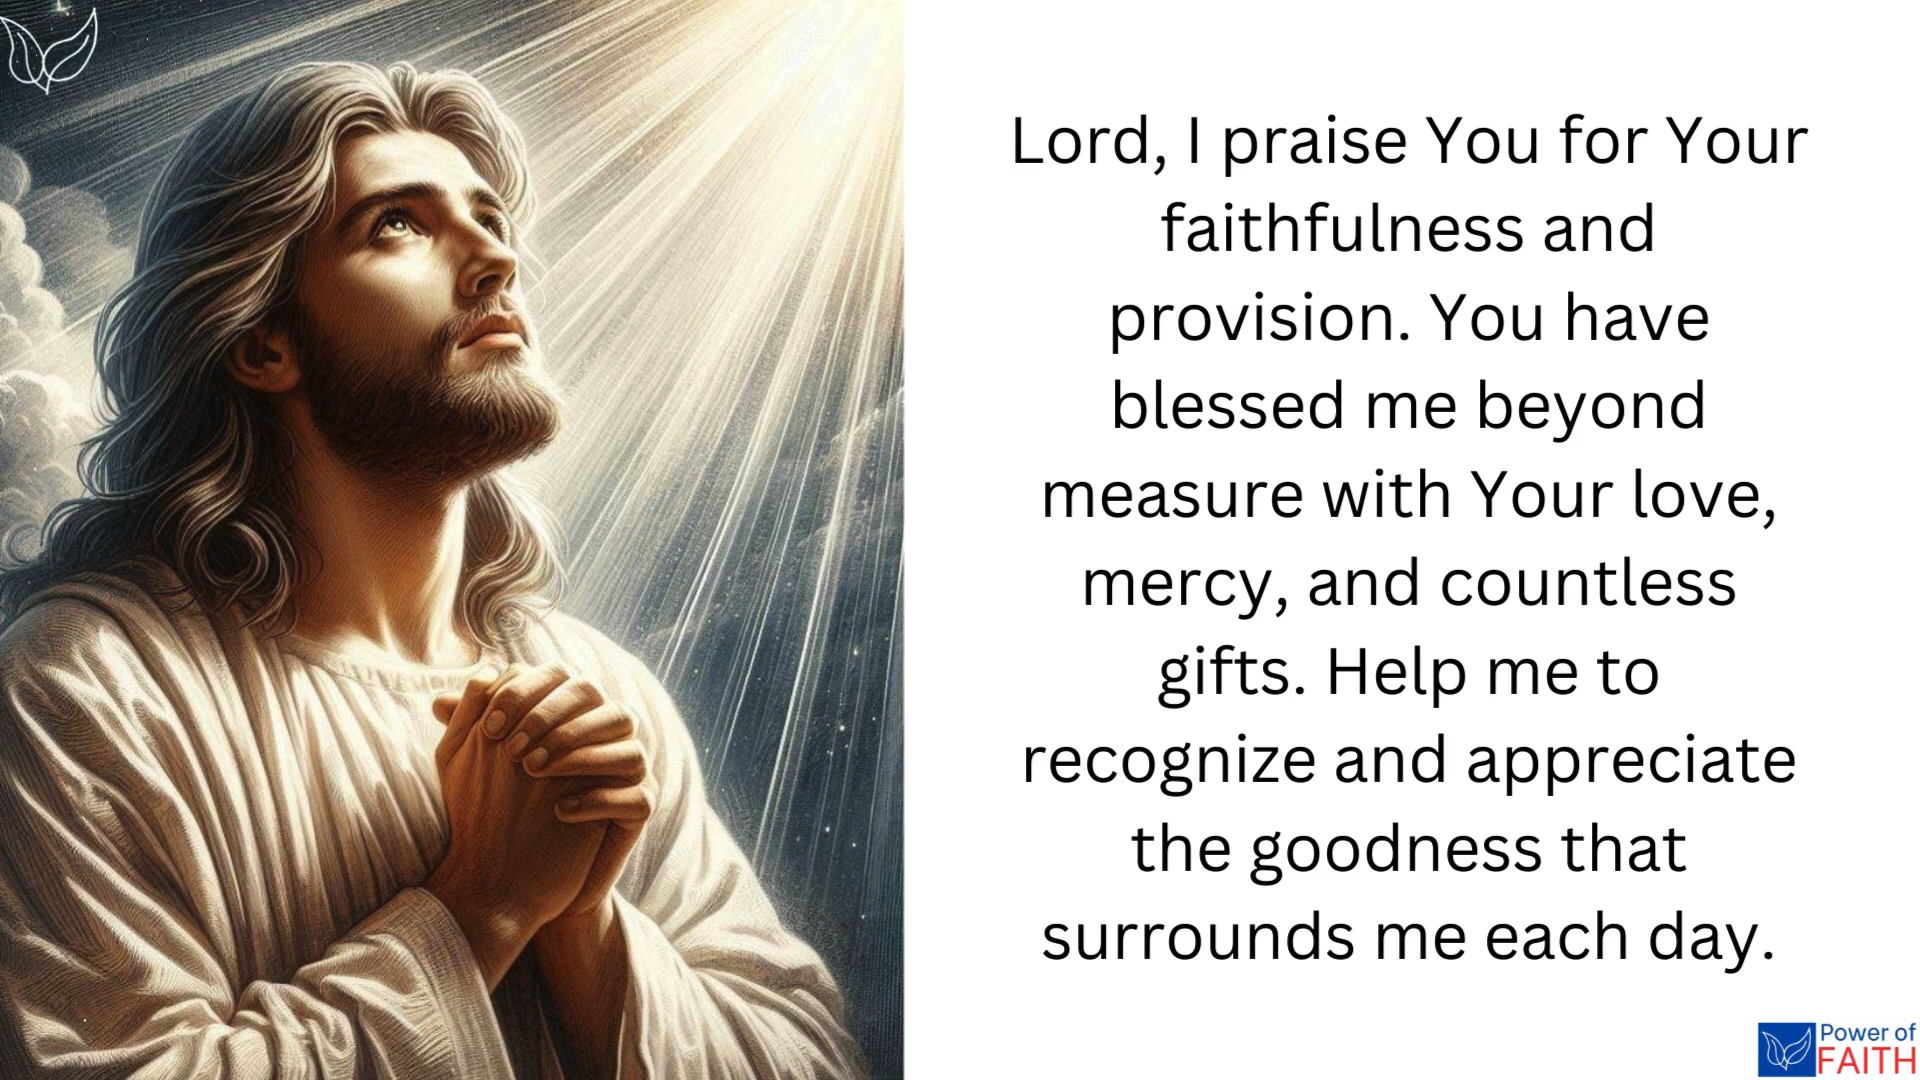 Lord, I praise You for Your
faithfulness and
provision. You have
blessed me beyond
measure with Your love,
mercy, and countless
gifts. Help me to
recognize and appreciate
the goodness that
surrounds me each day.
Power of
FAITH